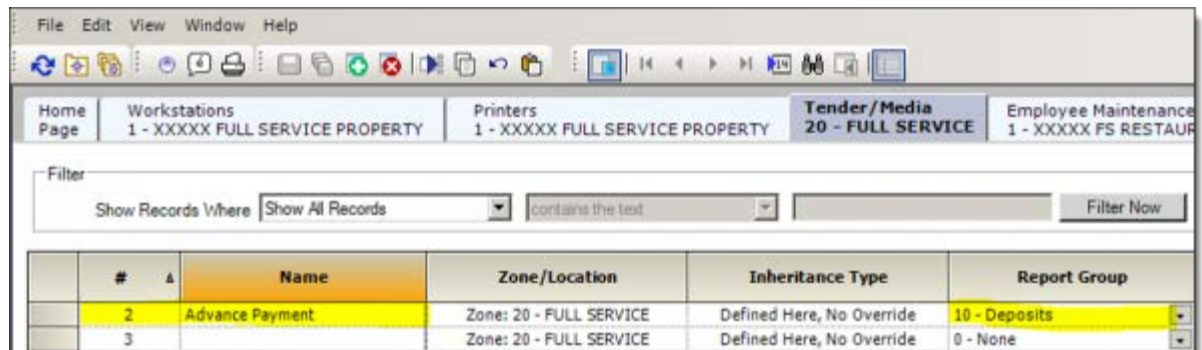 File Edit View Window Help
Home Page
Workstations
1 - XXXXX FULL SERVICE PROPERTY
Printers
1 - XXXXX FULL SERVICE PROPERTY
Tender/Media
20 - FULL SERVICE
Employee Maintenance
1 - XXXXX FS RESTAUR
Filter
Show Records Where Show All Records contains the text Filter Now
# Name Zone/Location Inheritance Type Report Group
2 Advance Payment Zone: 20 - FULL SERVICE Defined Here, No Override 10 - Deposits
3 Zone: 20 - FULL SERVICE Defined Here, No Override 0 - None